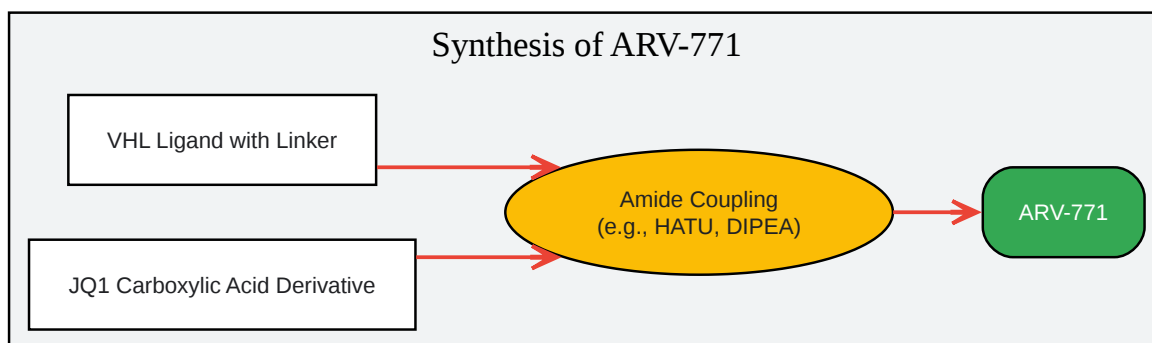 Synthesis of ARV-771
VHL Ligand with Linker
Amide Coupling
(e.g., HATU, DIPEA)
ARV-771
JQ1 Carboxylic Acid Derivative